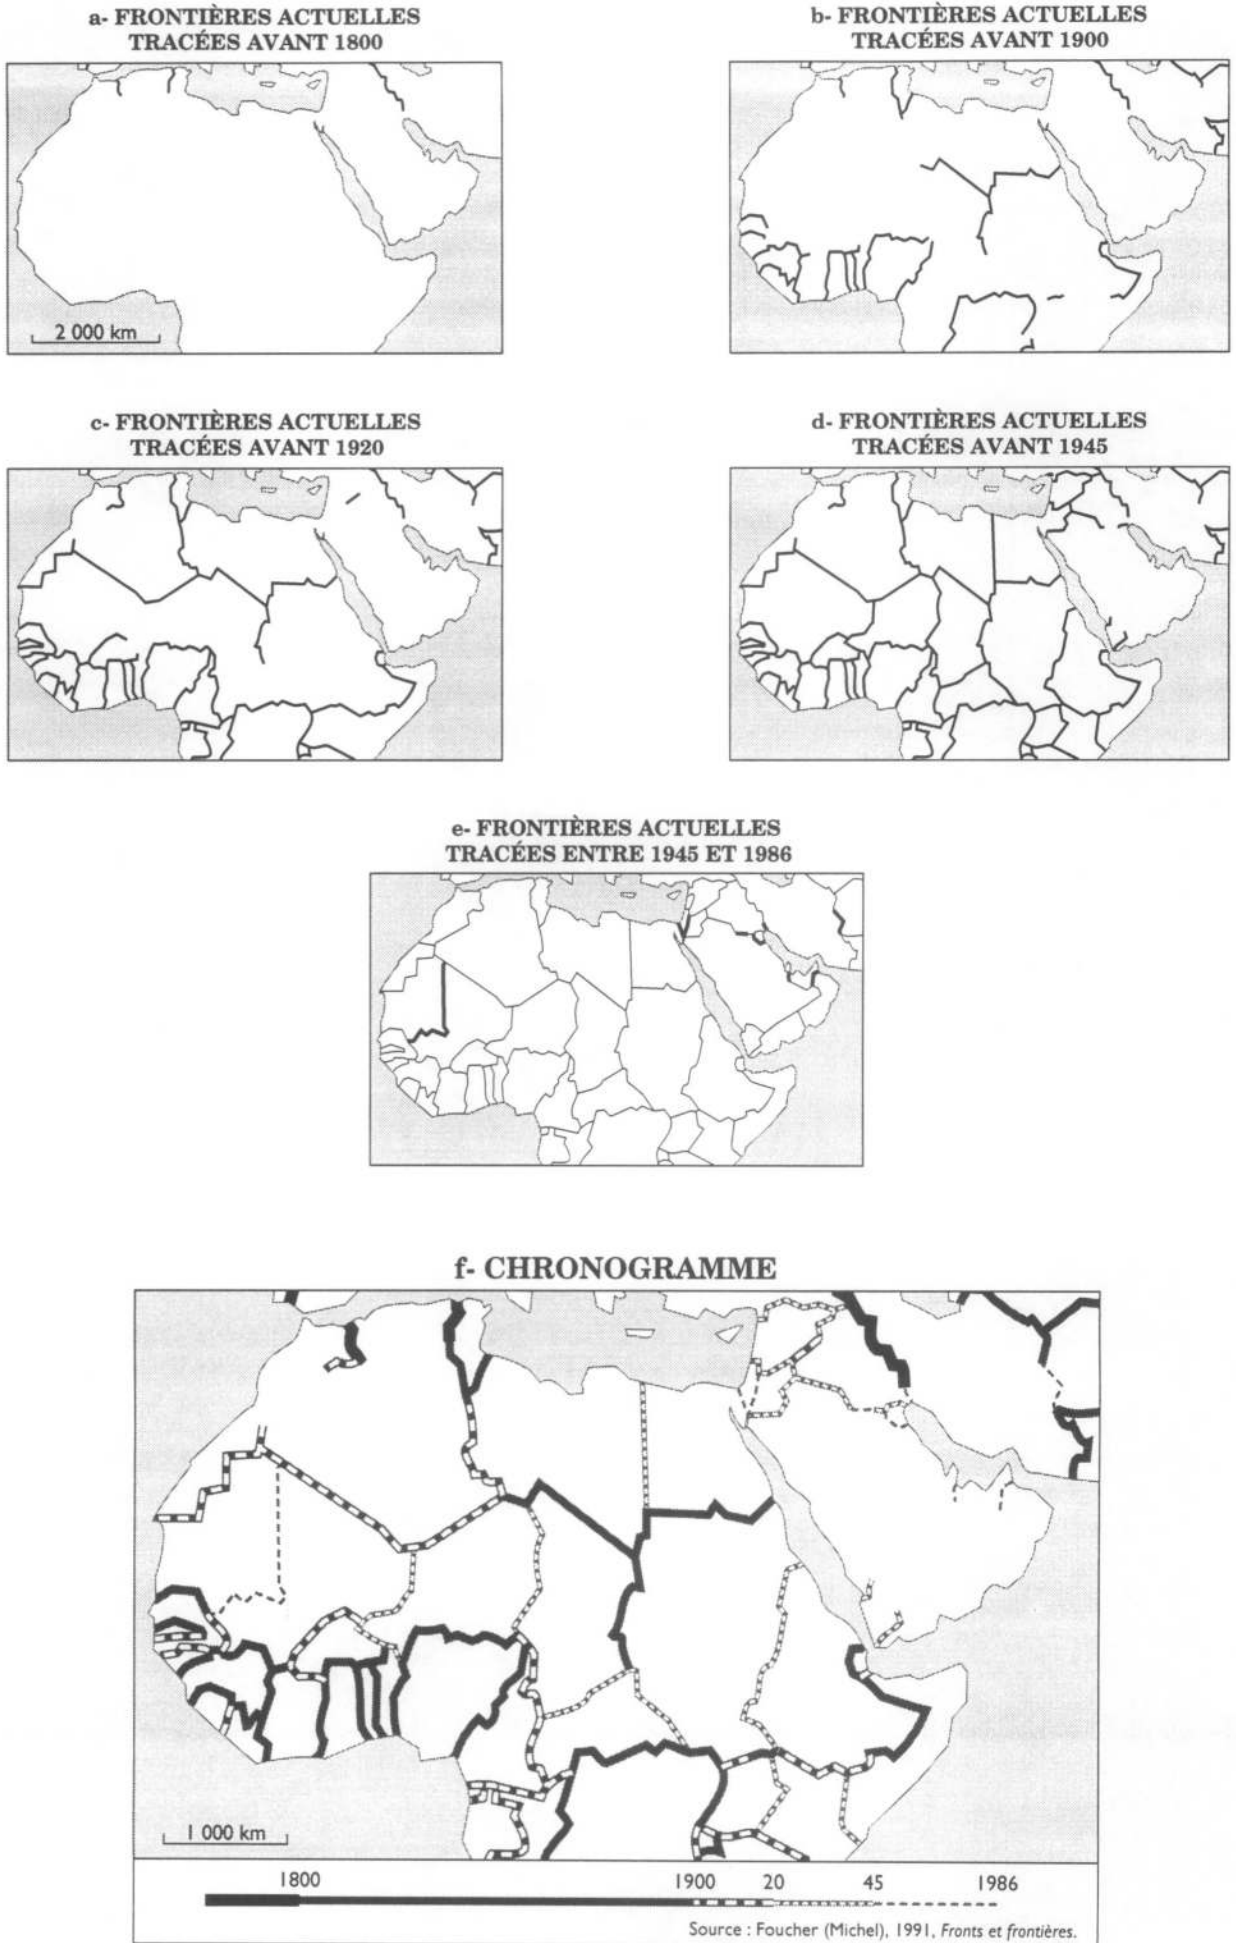 a- FRONTIÈRES ACTUELLES
TRACÉES AVANT 1800
2 000 km
b- FRONTIÈRES ACTUELLES
TRACÉES AVANT 1900
c- FRONTIÈRES ACTUELLES
TRACÉES AVANT 1920
d- FRONTIÈRES ACTUELLES
TRACÉES AVANT 1945
e- FRONTIÈRES ACTUELLES
TRACÉES ENTRE 1945 ET 1986
f- CHRONOGRAMME
1 000 km
1800 1900 20 45 1986
Source : Foucher (Michel), 1991, Fronts et frontières.